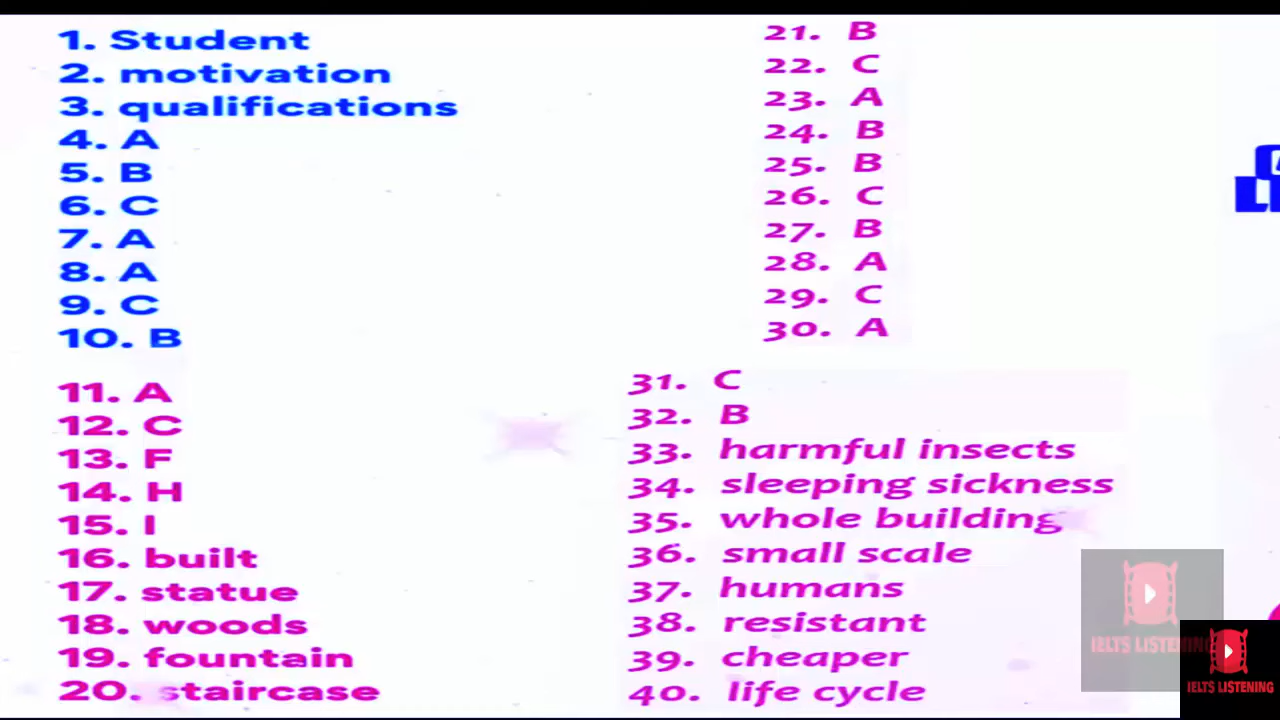 1. Student
2. motivation
3. qualifications
4. A
5. B
6. C
7. A
8. A
9. C
10. B
11. A
12. C
13. F
14. H
15. I
16. built
17. statue
18. woods
19. fountain
20. staircase
21. B
22. C
23. A
24. B
25. B
26. C
27. B
28. A
29. C
30. A
31. C
32. B
33. harmful insects
34. sleeping sickness
35. whole building
36. small scale
37. humans
38. resistant
39. cheaper
40. life cycle
IELTS LISTENING
IELTS LISTENING